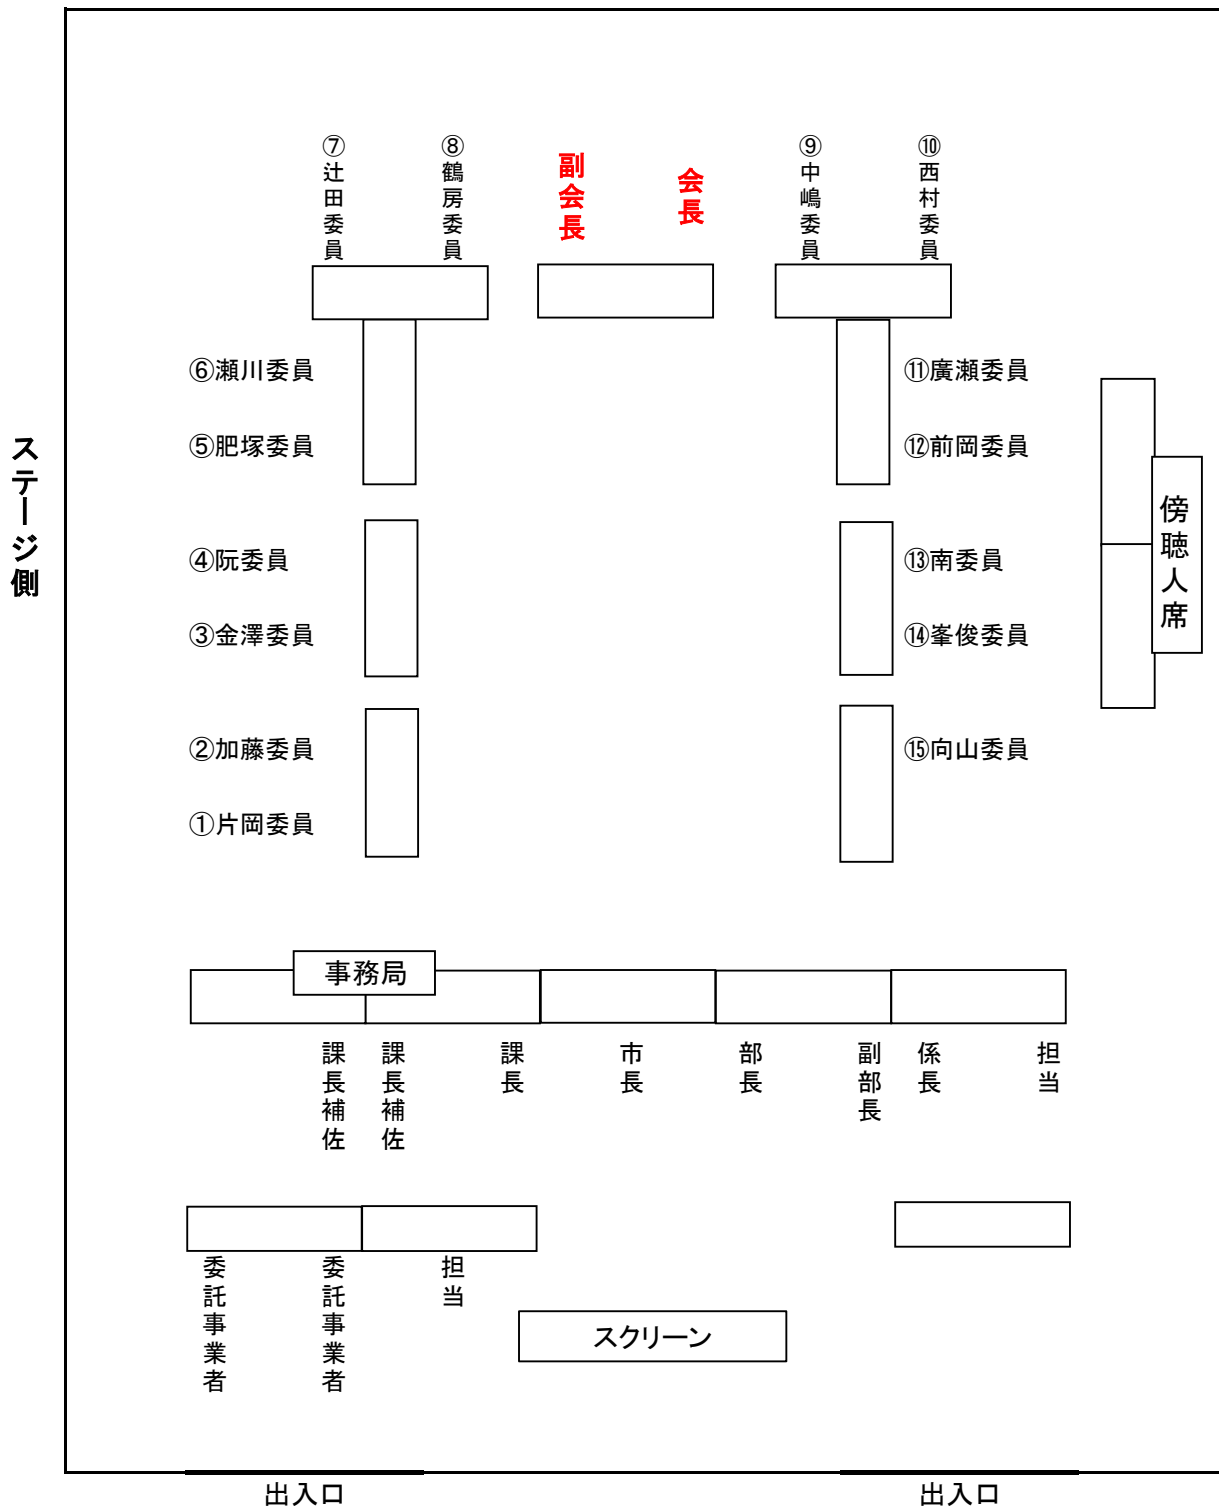 ⑦辻田委員
⑧鶴房委員
副会長
会長
⑨中嶋委員
⑩西村委員
⑥瀬川委員
⑪廣瀬委員
⑤肥塚委員
⑫前岡委員
ステージ側
傍聴人席
④阮委員
⑬南委員
③金澤委員
⑭峯俊委員
②加藤委員
⑮向山委員
①片岡委員
事務局
課長補佐
課長補佐
課長
市長
部長
副部長
係長
担当
委託事業者
委託事業者
担当
スクリーン
出入口
出入口